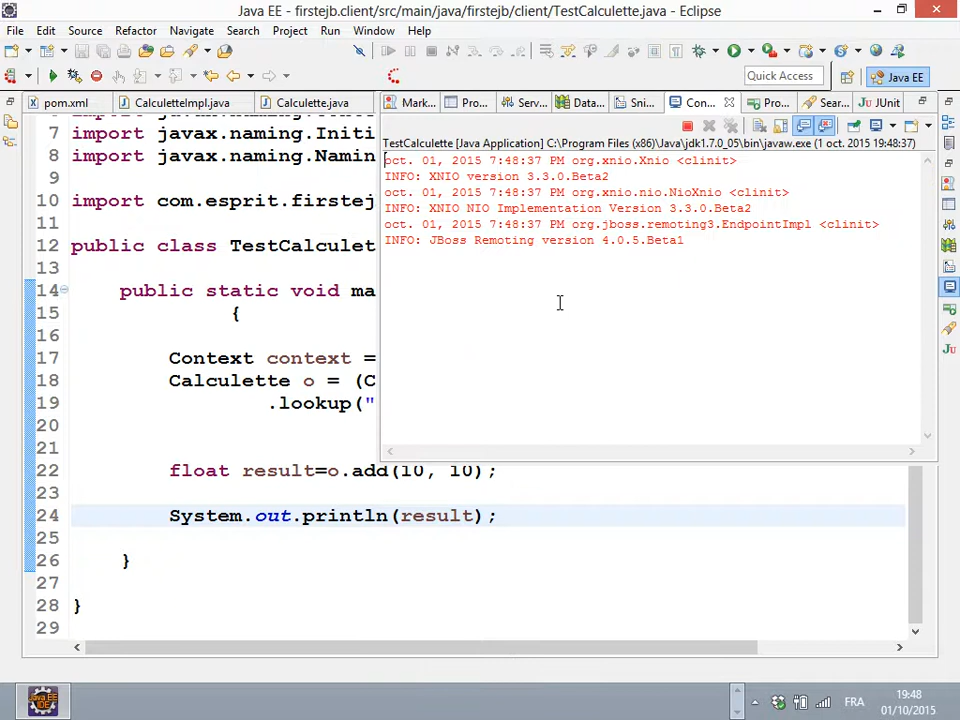 Java EE - firstejb.client/src/main/java/firstejb/client/TestCalculette.java - Eclipse
File Edit Source Refactor Navigate Search Project Run Window Help
Quick Access Java EE
pom.xml CalculetteImpl.java Calculette.java Mark... Pro... Serv... Data... Sni... Con... Pro... Sear... JUnit
TestCalculette [Java Application] C:\Program Files (x86)\Java\jdk1.7.0_05\bin\javaw.exe (1 oct. 2015 19:48:37)
oct. 01, 2015 7:48:37 PM org.xnio.Xnio <clinit>
INFO: XNIO version 3.3.0.Beta2
oct. 01, 2015 7:48:37 PM org.xnio.nio.NioXnio <clinit>
INFO: XNIO NIO Implementation Version 3.3.0.Beta2
oct. 01, 2015 7:48:37 PM org.jboss.remoting3.EndpointImpl <clinit>
INFO: JBoss Remoting version 4.0.5.Beta1
7 import javax.naming.Initi
8 import javax.naming.Namin
9
10 import com.esprit.firstej
11
12 public class TestCalculet
13
14 public static void ma
15 {
16
17 Context context =
18 Calculette o = (C
19 .lookup("
20
21
22 float result=o.add(10, 10);
23
24 System.out.println(result);
25
26 }
27
28 }
29
FRA
19:48
01/10/2015